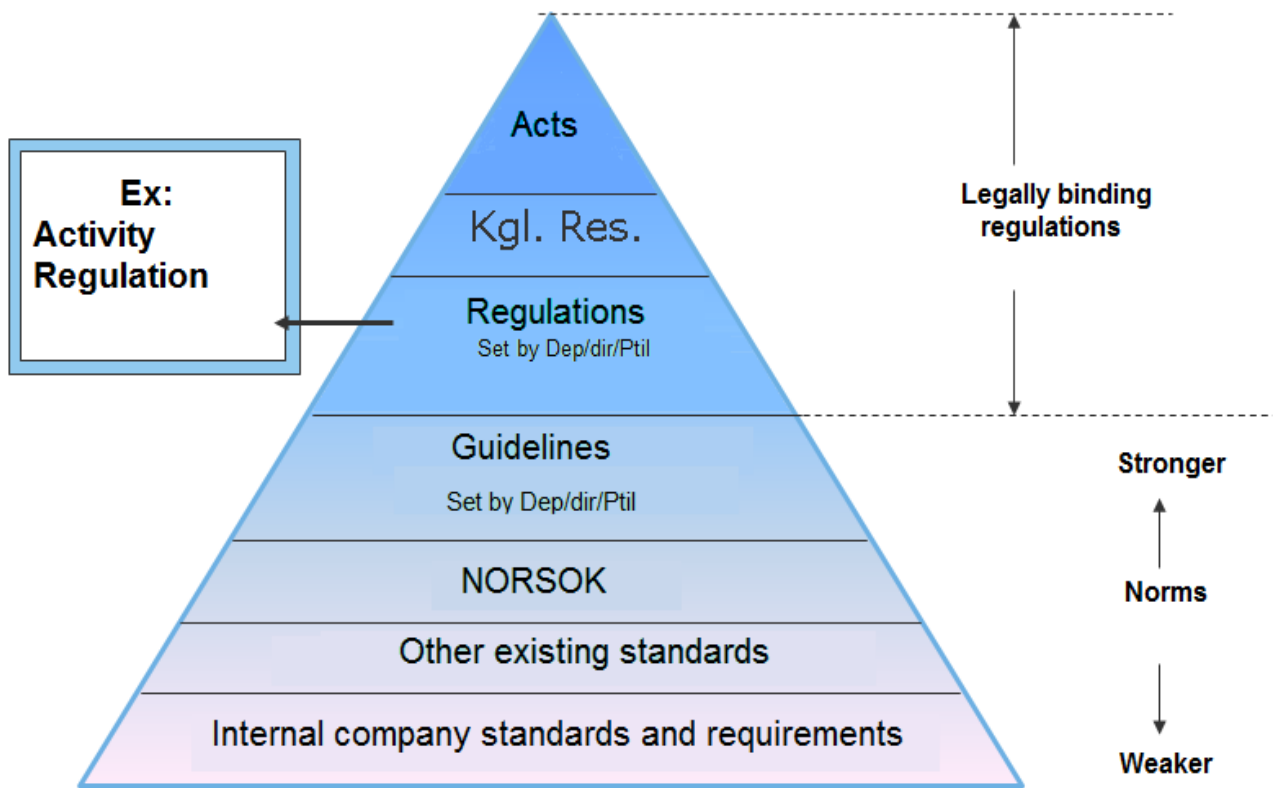 Acts
Kgl. Res.
Regulations
Set by Dep/dir/Ptil
Guidelines
Set by Dep/dir/Ptil
NORSOK
Other existing standards
Internal company standards and requirements
Ex:
Activity
Regulation
Legally binding
regulations
Stronger
Norms
Weaker